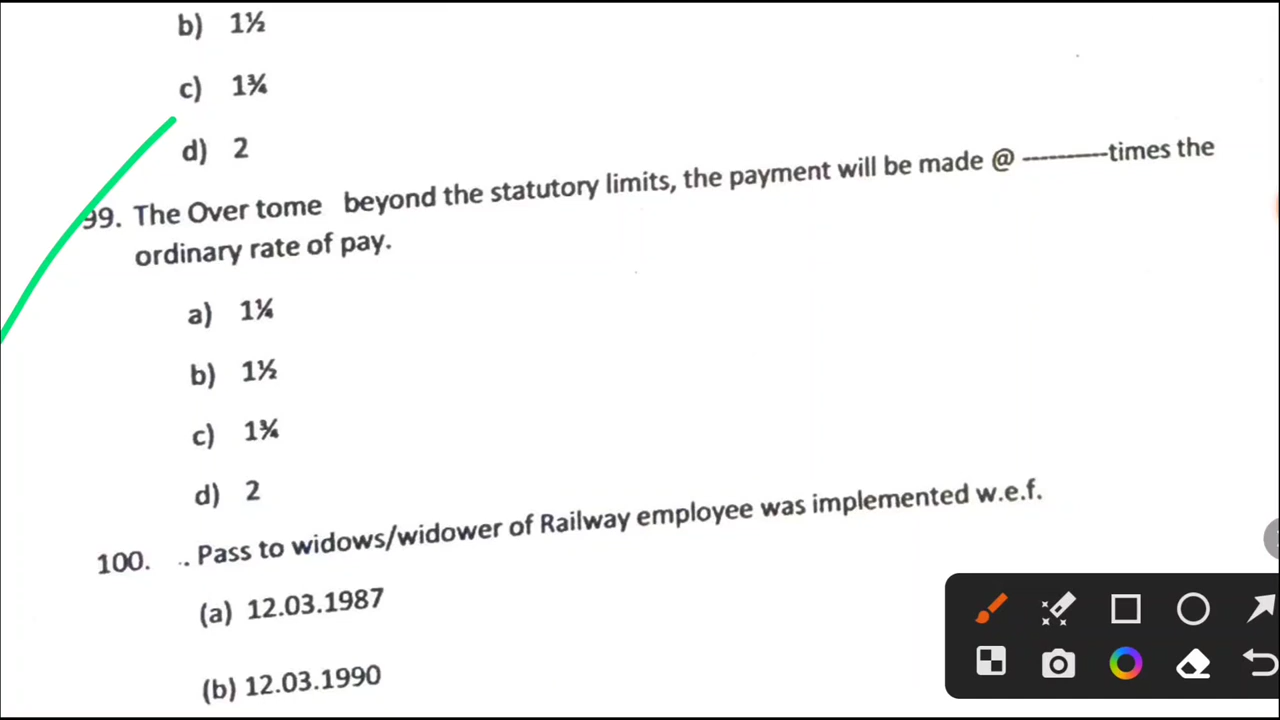 b) 1½
c) 1¾
d) 2
99. The Over tome beyond the statutory limits, the payment will be made @ ----------times the
ordinary rate of pay.
a) 1¼
b) 1½
c) 1¾
d) 2
100. .. Pass to widows/widower of Railway employee was implemented w.e.f.
(a) 12.03.1987
(b) 12.03.1990